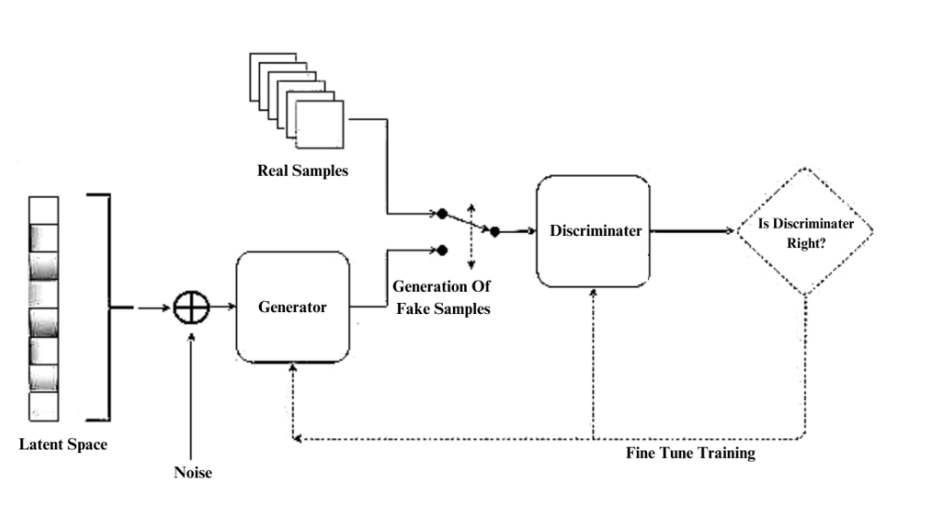 Real Samples
Is Discriminater
Right?
Discriminater
Generation Of
Fake Samples
Generator
Latent Space
Noise
Fine Tune Training